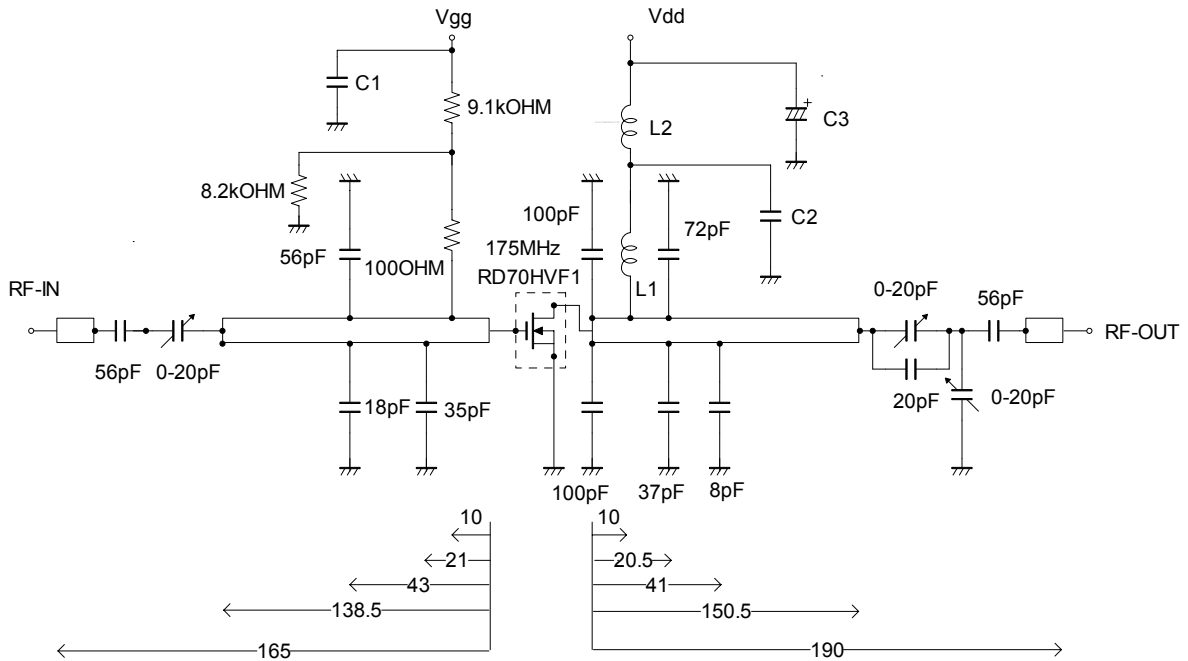 Vgg
Vdd
C1
9.1kOHM
L2
C3
8.2kOHM
100pF
72pF
C2
56pF
100OHM
175MHz
RD70HVF1
L1
RF-IN
0-20pF
56pF
RF-OUT
56pF
0-20pF
18pF
35pF
20pF
0-20pF
100pF
37pF
8pF
10
10
21
20.5
43
41
138.5
150.5
165
190